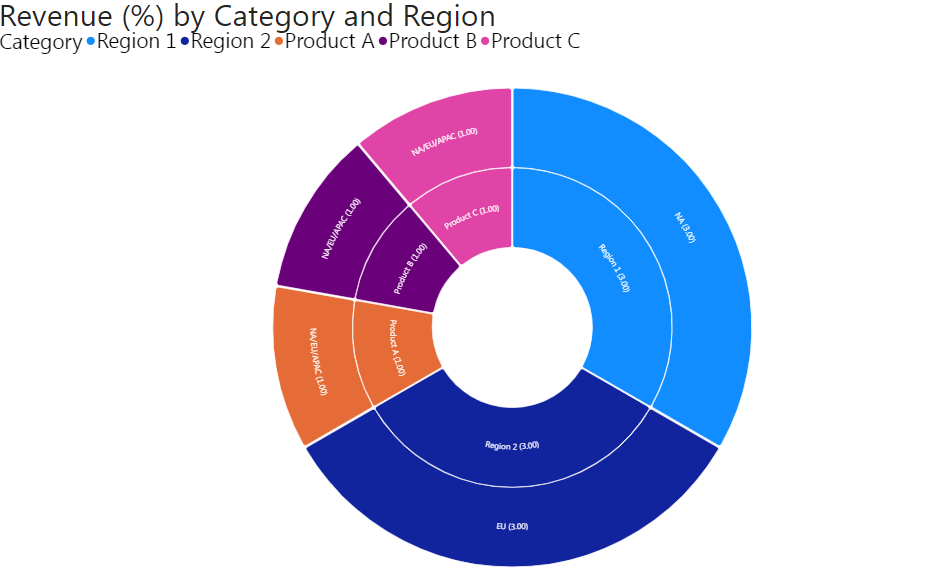 Revenue (%) by Category and Region
Category Region 1 Region 2 Product A Product B Product C
NA/EU/APAC (1.00)
Product C (1.00)
NA (3.00)
Region 1 (3.00)
NA/EU/APAC (1.00)
Product B (1.00)
NA/EU/APAC (1.00)
Product A (1.00)
Region 2 (3.00)
EU (3.00)